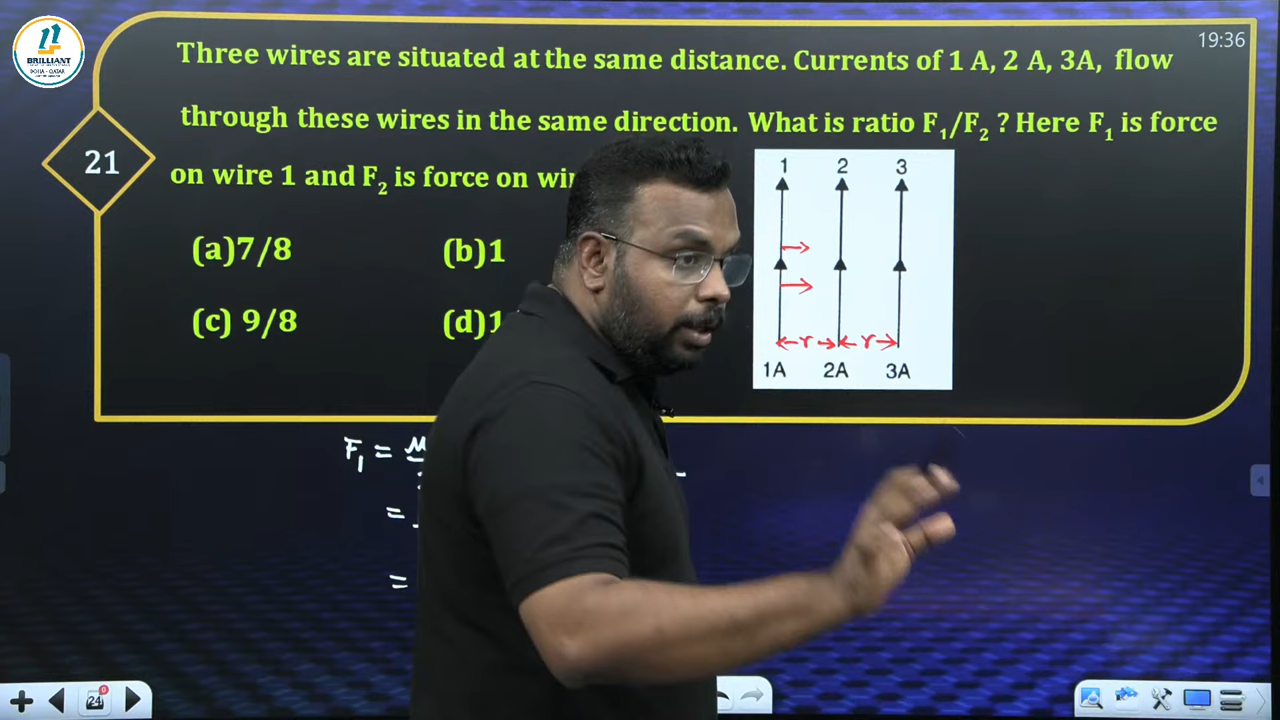 BRILLIANT
DOHA - QATAR
19:36
21
Three wires are situated at the same distance. Currents of 1 A, 2 A, 3A, flow
through these wires in the same direction. What is ratio F₁/F₂ ? Here F₁ is force
on wire 1 and F₂ is force on
(a)7/8 (b)1
(c) 9/8 (d)1
1 2 3
r r
1A 2A 3A
F₁ =
=
=
24